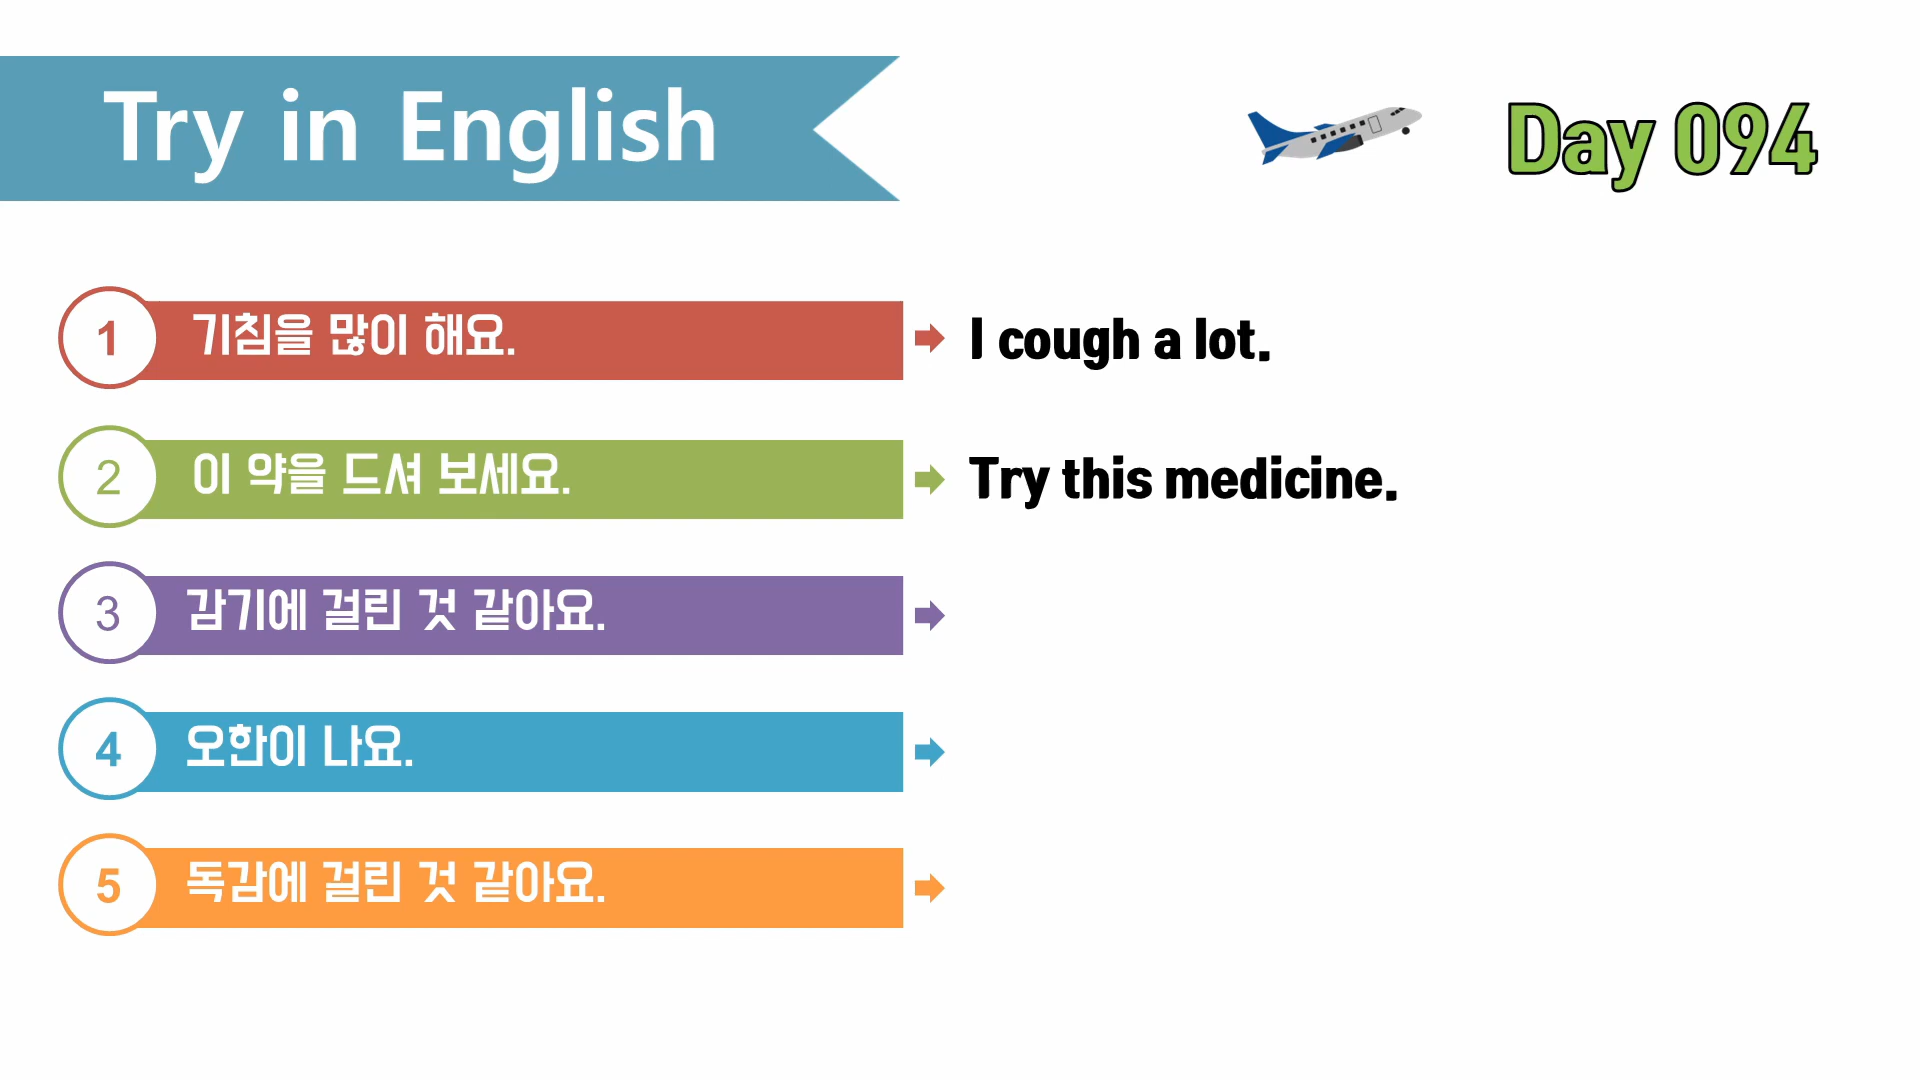 Try in English
Day 094
1 기침을 많이 해요. I cough a lot.
2 이 약을 드셔 보세요. Try this medicine.
3 감기에 걸린 것 같아요.
4 오한이 나요.
5 독감에 걸린 것 같아요.